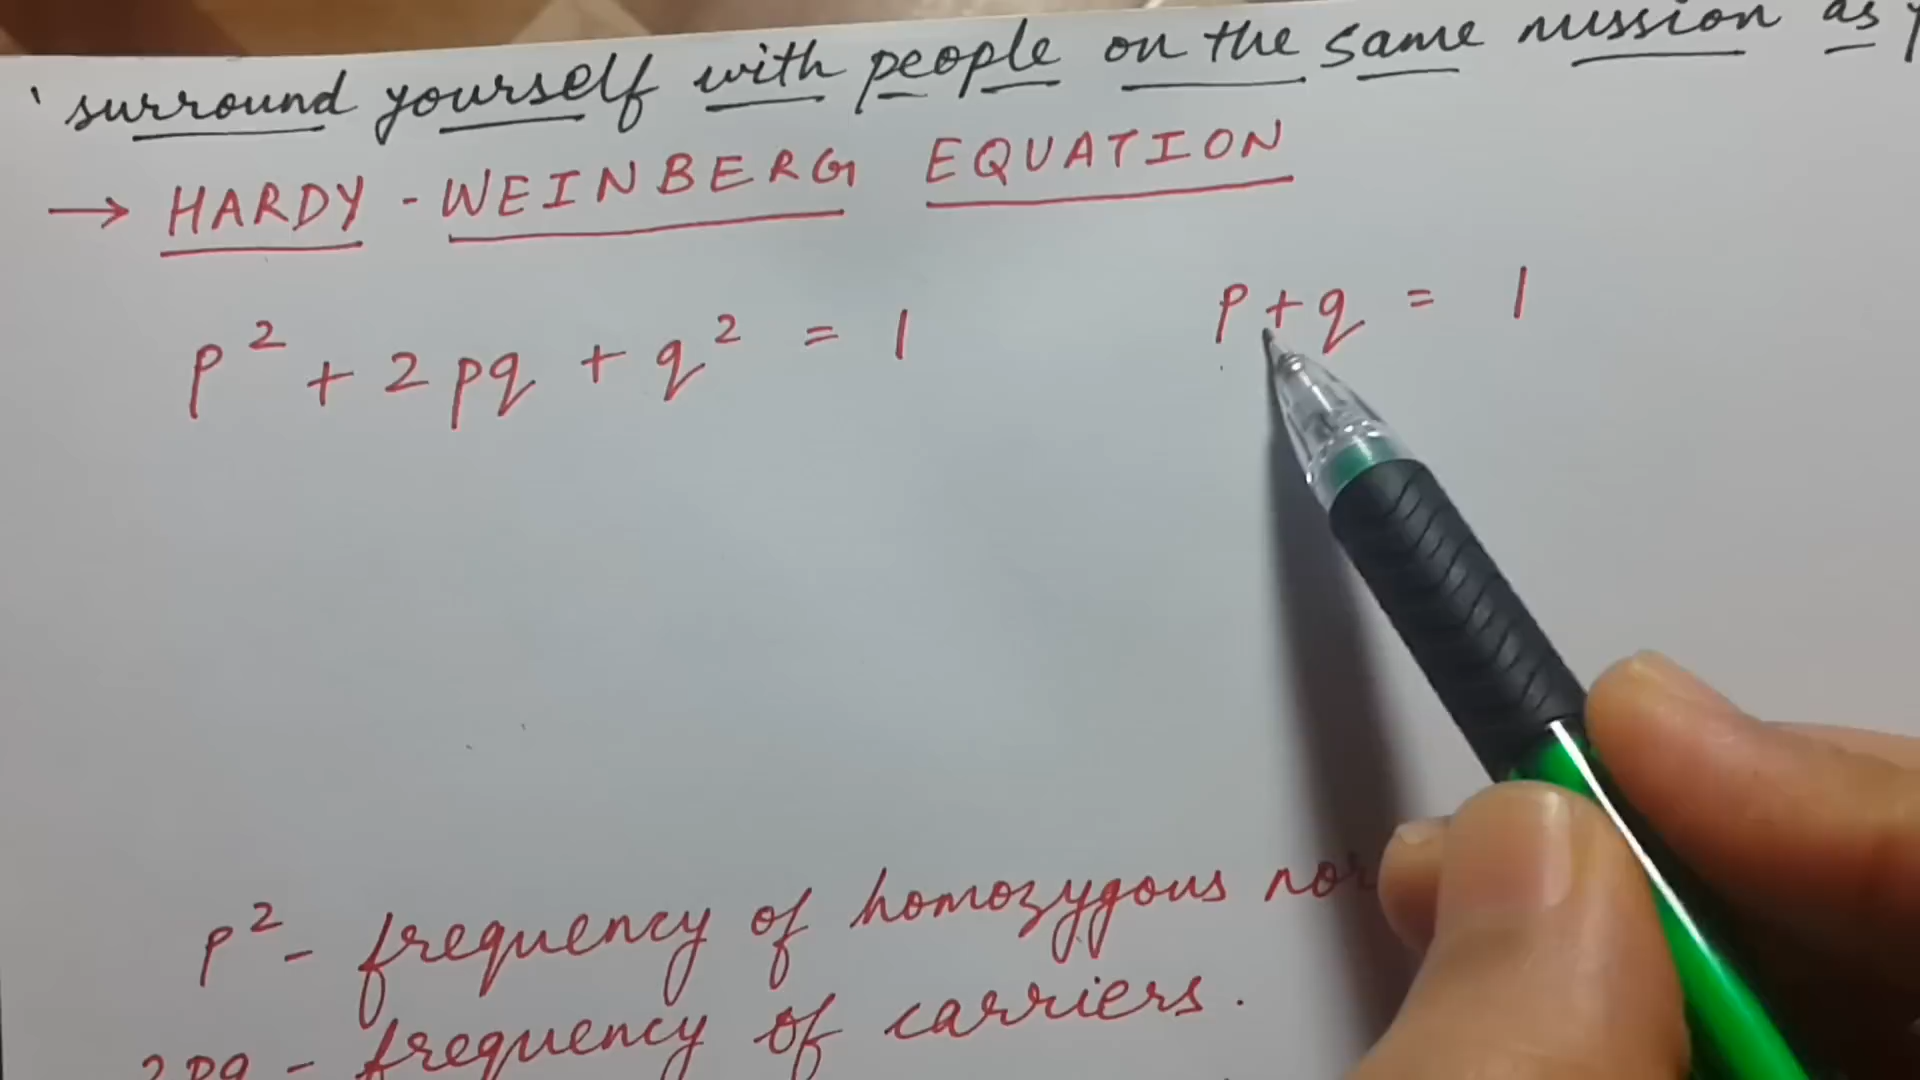 ' surround yourself with people on the same mission as
→ HARDY - WEINBERG EQUATION
p² + 2pq + q² = 1
p + q = 1
p² - frequency of homozygous
2pq - frequency of carriers.